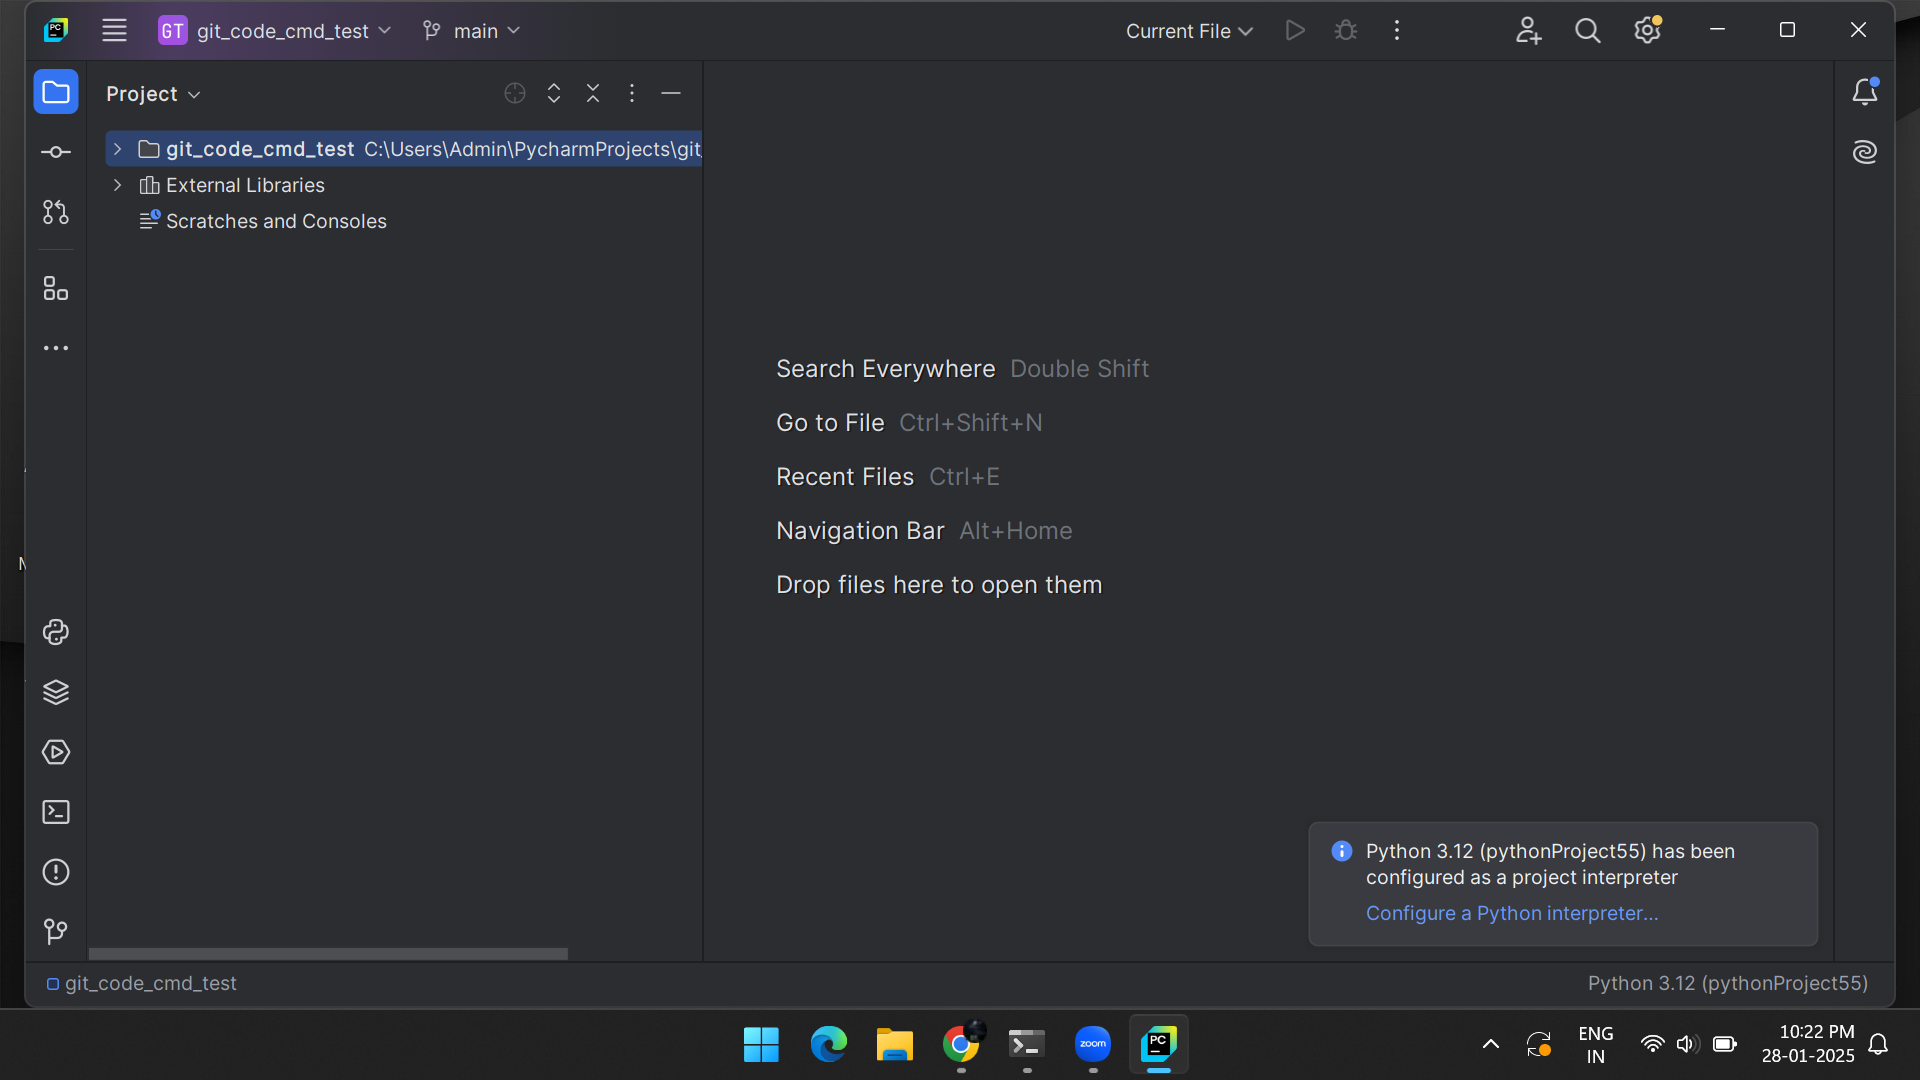 PC
GT git_code_cmd_test
main
Current File
Project
git_code_cmd_test C:\Users\Admin\PycharmProjects\git_
External Libraries
Scratches and Consoles
Search Everywhere Double Shift
Go to File Ctrl+Shift+N
Recent Files Ctrl+E
Navigation Bar Alt+Home
Drop files here to open them
Python 3.12 (pythonProject55) has been
configured as a project interpreter
Configure a Python interpreter...
git_code_cmd_test
Python 3.12 (pythonProject55)
zoom
PC
ENG
IN
10:22 PM
28-01-2025